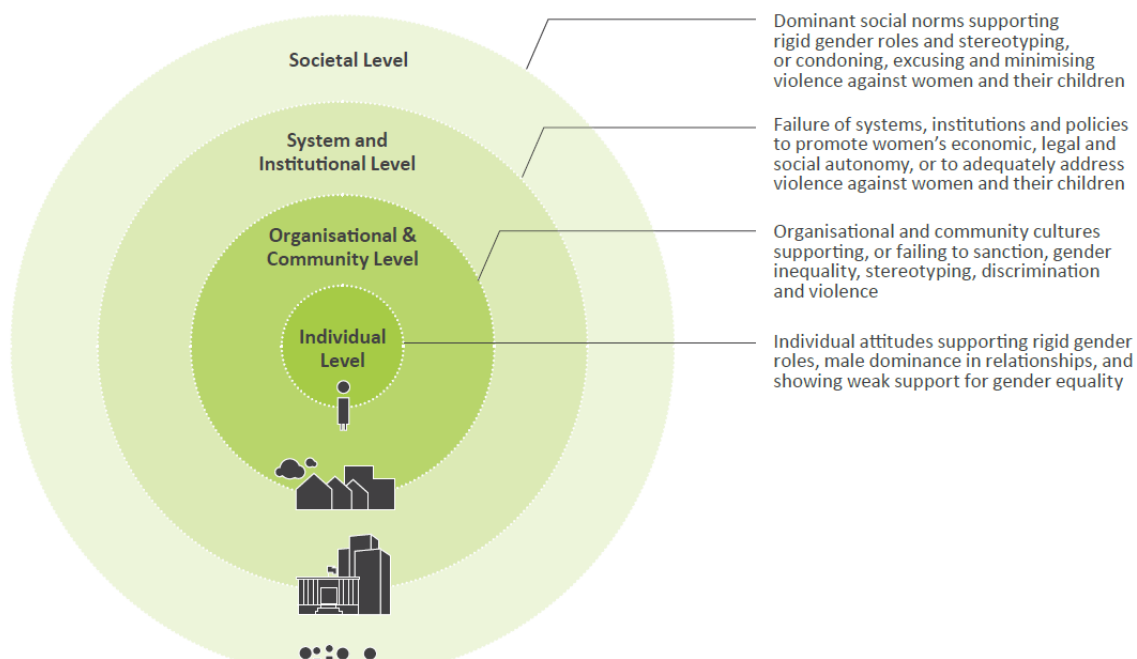 Societal Level
System and
Institutional Level
Organisational &
Community Level
Individual
Level
Dominant social norms supporting
rigid gender roles and stereotyping,
or condoning, excusing and minimising
violence against women and their children
Failure of systems, institutions and policies
to promote women’s economic, legal and
social autonomy, or to adequately address
violence against women and their children
Organisational and community cultures
supporting, or failing to sanction, gender
inequality, stereotyping, discrimination
and violence
Individual attitudes supporting rigid gender
roles, male dominance in relationships, and
showing weak support for gender equality